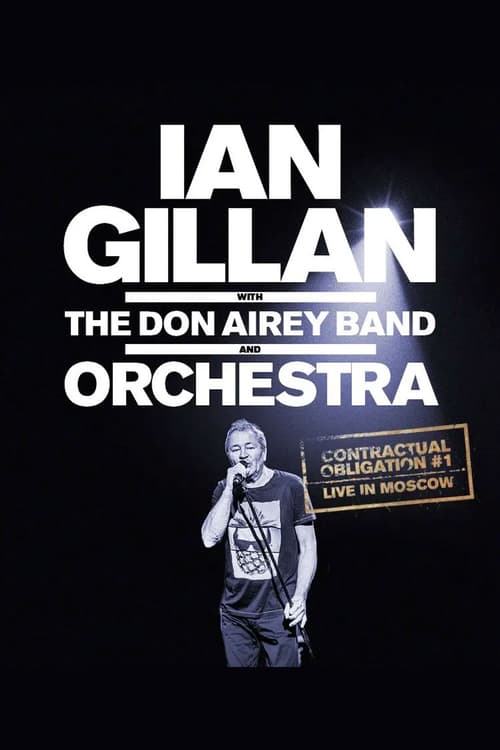 IAN
GILLAN
WITH
THE DON AIREY BAND
AND
ORCHESTRA
CONTRACTUAL
OBLIGATION #1
LIVE IN MOSCOW